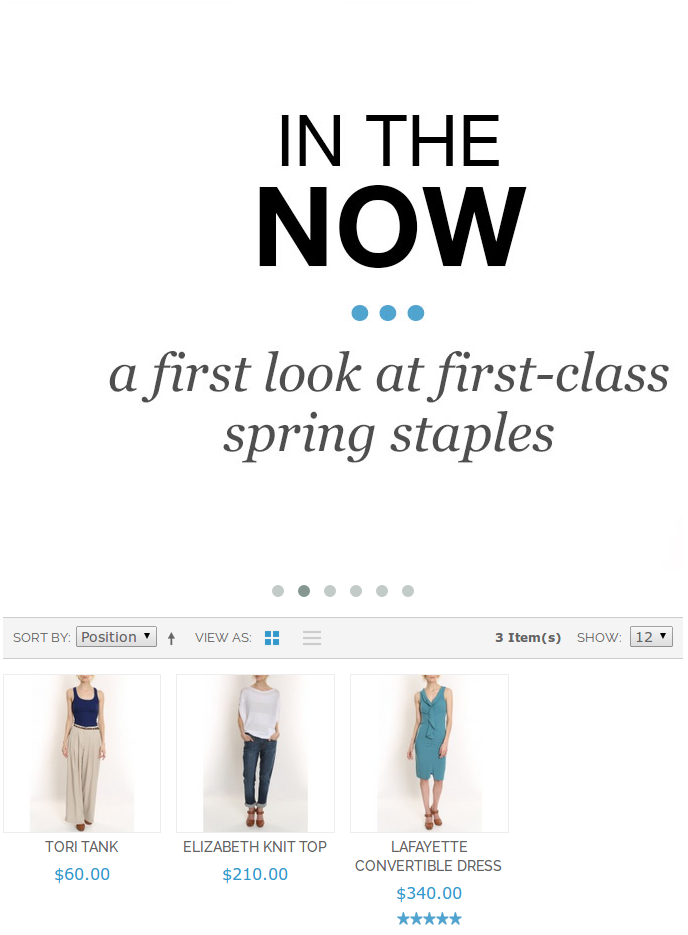 IN THE
NOW
a first look at first-class
spring staples
SORT BY: Position VIEW AS: 3 Item(s) SHOW: 12
TORI TANK
$60.00
ELIZABETH KNIT TOP
$210.00
LAFAYETTE
CONVERTIBLE DRESS
$340.00